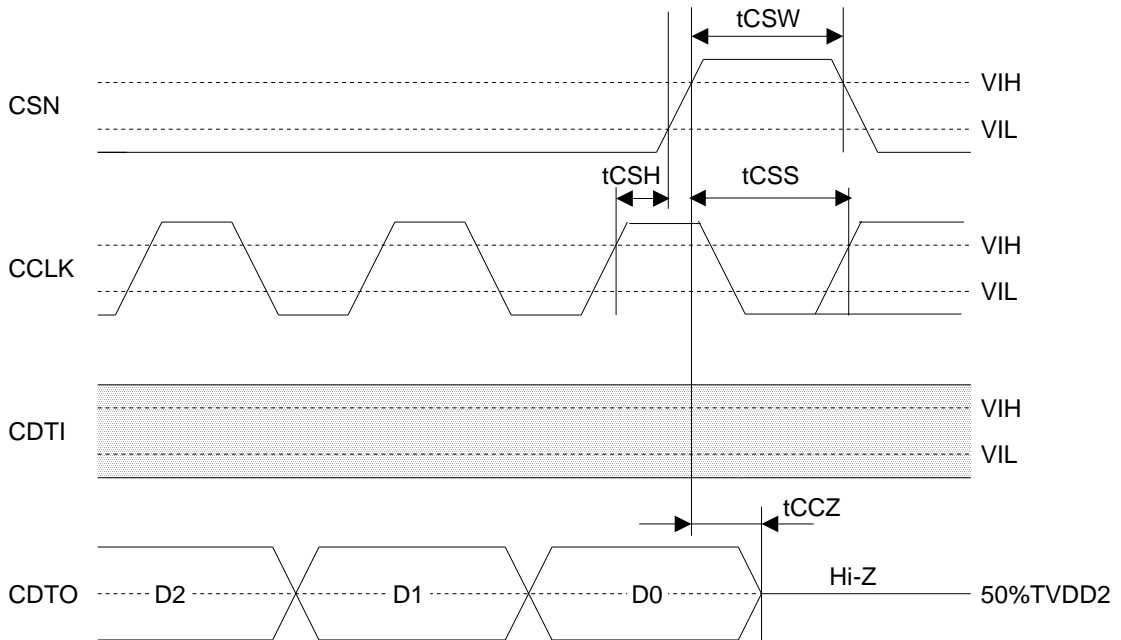 tCSW
VIH
CSN
VIL
tCSH
tCSS
VIH
CCLK
VIL
VIH
CDTI
VIL
tCCZ
Hi-Z
CDTO
D2
D1
D0
50%TVDD2